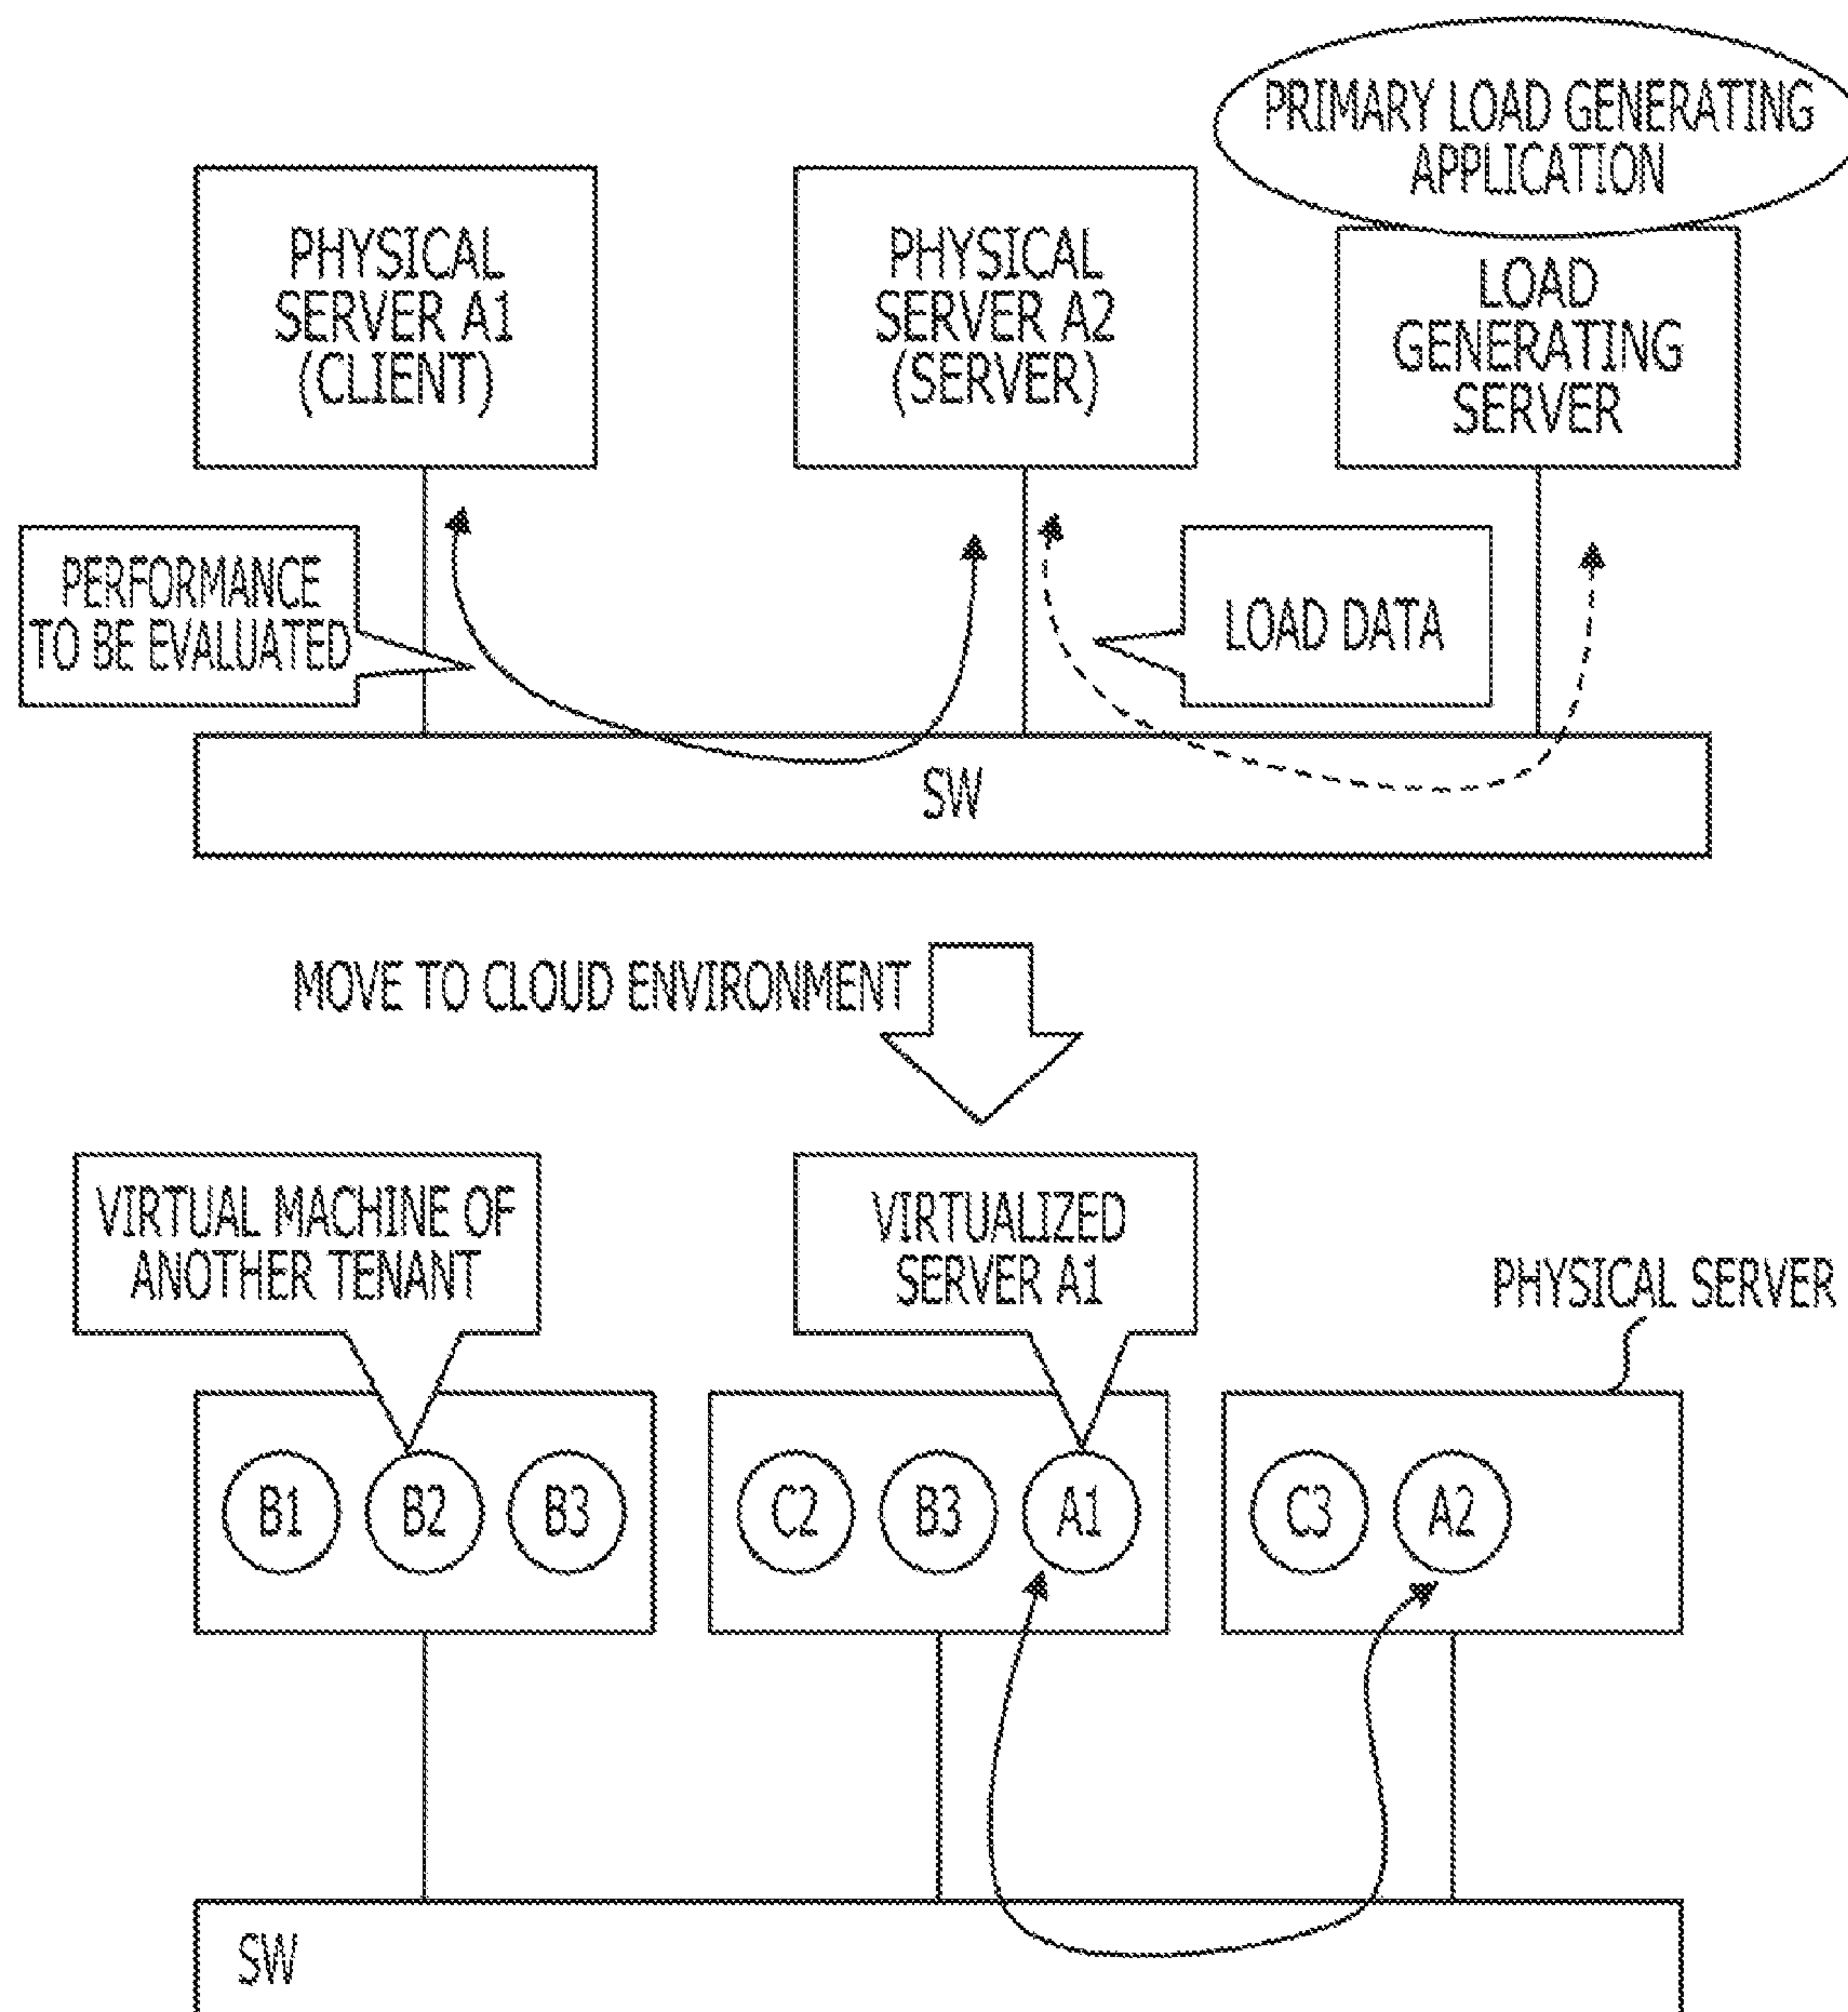 PRIMARY LOAD GENERATING
APPLICATION
PHYSICAL
SERVER A1
(CLIENT)
PHYSICAL
SERVER A2
(SERVER)
LOAD
GENERATING
SERVER
PERFORMANCE
TO BE EVALUATED
LOAD DATA
SW
MOVE TO CLOUD ENVIRONMENT
VIRTUAL MACHINE OF
ANOTHER TENANT
VIRTUALIZED
SERVER A1
PHYSICAL SERVER
B1
B2
B3
C2
B3
A1
C3
A2
SW